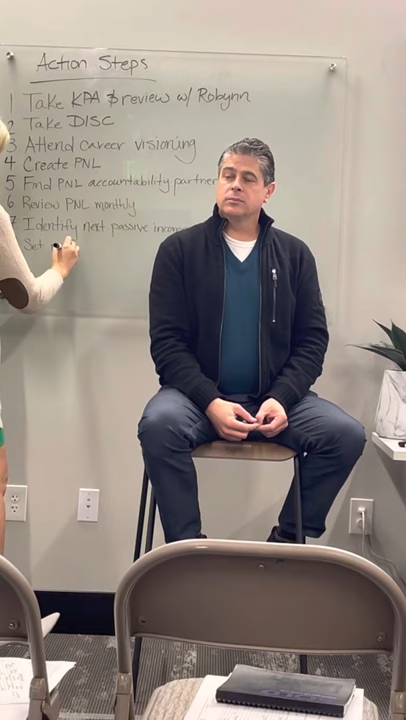 Action Steps
1 Take KPA & review w/ Robynn
2 Take DISC
3 Attend career visioning
4 Create PNL
5 Find PNL accountability partner
6 Review PNL monthly
7 Identify next passive income
Set